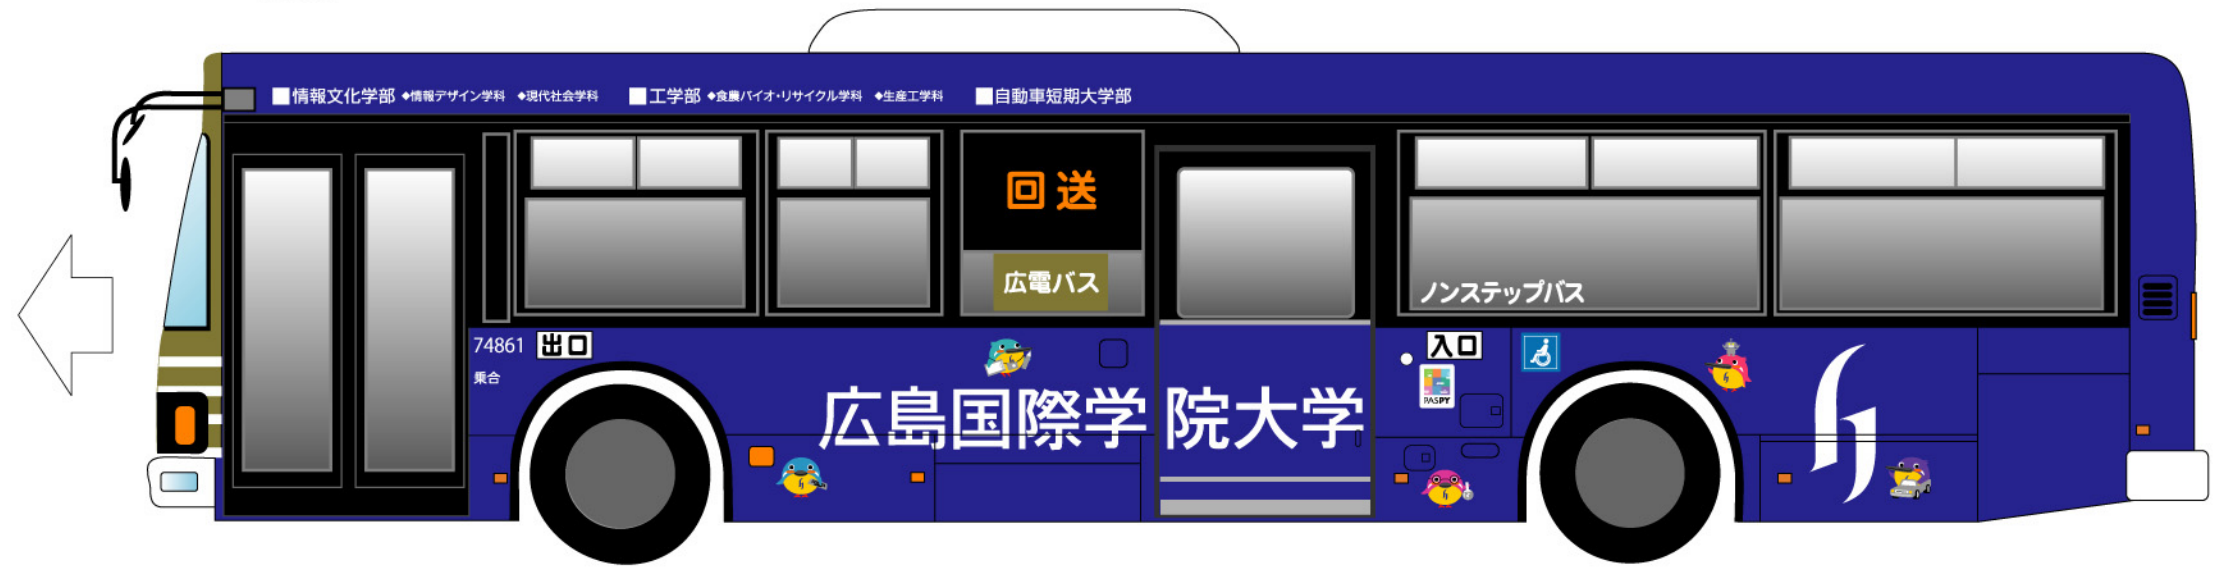 ■情報文化学部 ◆情報デザイン学科 ◆現代社会学科 ■工学部 ◆食農バイオ・リサイクル学科 ◆生産工学科 ■自動車短期大学部
回送
広電バス
ノンステップバス
74861 出口
乗合
入口
PASPY
広島国際学院大学